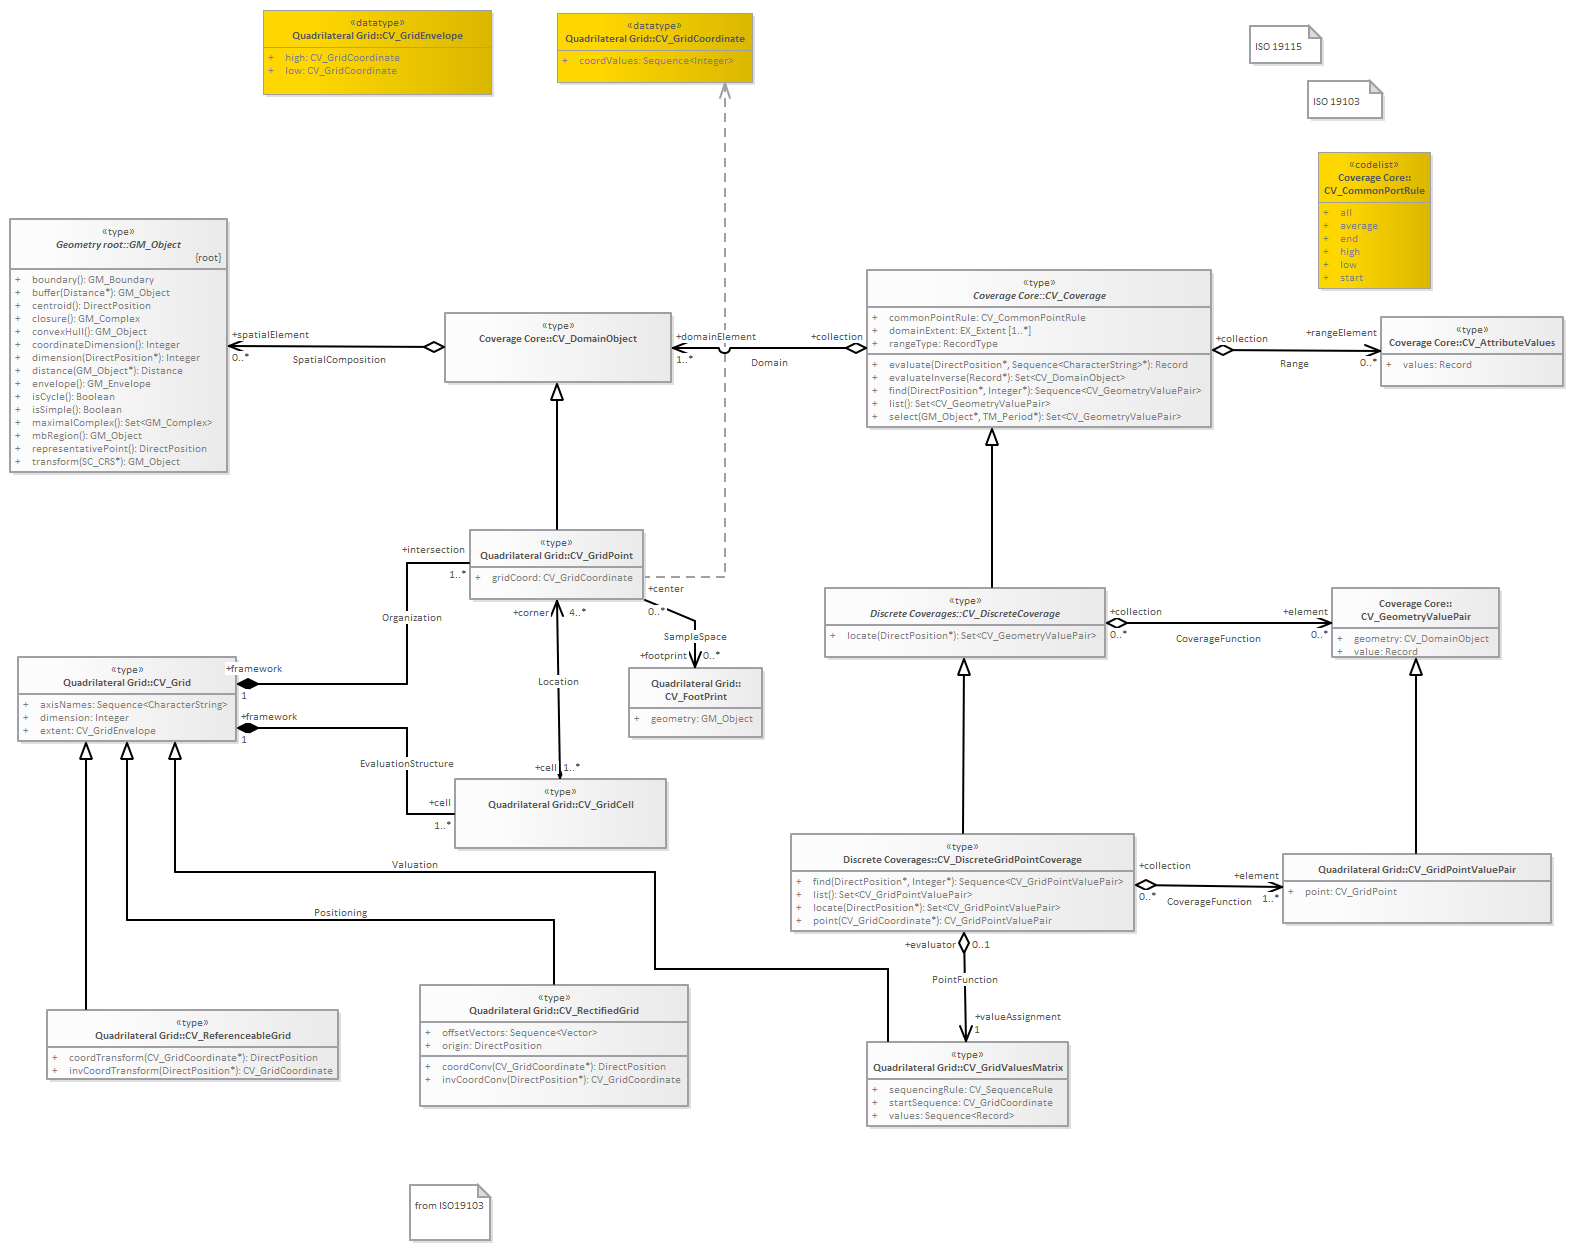 «datatype»
Quadrilateral Grid::CV_GridEnvelope
+ high: CV_GridCoordinate
+ low: CV_GridCoordinate
«datatype»
Quadrilateral Grid::CV_GridCoordinate
+ coordValues: Sequence<Integer>
ISO 19115
ISO 19103
«codelist»
Coverage Core::
CV_CommonPortRule
+ all
+ average
+ end
+ high
+ low
+ start
«type»
Geometry root::GM_Object
{root}
+ boundary(): GM_Boundary
+ buffer(Distance*): GM_Object
+ centroid(): DirectPosition
+ closure(): GM_Complex
+ convexHull(): GM_Object
+ coordinateDimension(): Integer
+ dimension(DirectPosition*): Integer
+ distance(GM_Object*): Distance
+ envelope(): GM_Envelope
+ isCycle(): Boolean
+ isSimple(): Boolean
+ maximalComplex(): Set<GM_Complex>
+ mbRegion(): GM_Object
+ representativePoint(): DirectPosition
+ transform(SC_CRS*): GM_Object
+spatialElement
0..*
SpatialComposition
«type»
Coverage Core::CV_DomainObject
+domainElement
1..*
+collection
Domain
«type»
Coverage Core::CV_Coverage
+ commonPointRule: CV_CommonPointRule
+ domainExtent: EX_Extent [1..*]
+ rangeType: RecordType
+ evaluate(DirectPosition*, Sequence<CharacterString>*): Record
+ evaluateInverse(Record*): Set<CV_DomainObject>
+ find(DirectPosition*, Integer*): Sequence<CV_GeometryValuePair>
+ list(): Set<CV_GeometryValuePair>
+ select(GM_Object*, TM_Period*): Set<CV_GeometryValuePair>
+collection
+rangeElement
Range
0..*
«type»
Coverage Core::CV_AttributeValues
+ values: Record
«type»
Quadrilateral Grid::CV_GridPoint
+ gridCoord: CV_GridCoordinate
+intersection
1..*
Organization
+corner
4..*
+center
0..*
SampleSpace
+footprint
0..*
Quadrilateral Grid::
CV_FootPrint
+ geometry: GM_Object
Location
+cell
1..*
«type»
Quadrilateral Grid::CV_Grid
+ axisNames: Sequence<CharacterString>
+ dimension: Integer
+ extent: CV_GridEnvelope
+framework
1
+framework
1
EvaluationStructure
+cell
1..*
«type»
Quadrilateral Grid::CV_GridCell
«type»
Discrete Coverages::CV_DiscreteCoverage
+ locate(DirectPosition*): Set<CV_GeometryValuePair>
+collection
0..*
CoverageFunction
+element
0..*
Coverage Core::
CV_GeometryValuePair
+ geometry: CV_DomainObject
+ value: Record
Valuation
Positioning
«type»
Discrete Coverages::CV_DiscreteGridPointCoverage
+ find(DirectPosition*, Integer*): Sequence<CV_GridPointValuePair>
+ list(): Set<CV_GridPointValuePair>
+ locate(DirectPosition*): Set<CV_GridPointValuePair>
+ point(CV_GridCoordinate*): CV_GridPointValuePair
+collection
0..*
CoverageFunction
+element
1..*
Quadrilateral Grid::CV_GridPointValuePair
+ point: CV_GridPoint
+evaluator
0..1
PointFunction
+valueAssignment
1
«type»
Quadrilateral Grid::CV_ReferenceableGrid
+ coordTransform(CV_GridCoordinate*): DirectPosition
+ invCoordTransform(DirectPosition*): CV_GridCoordinate
«type»
Quadrilateral Grid::CV_RectifiedGrid
+ offsetVectors: Sequence<Vector>
+ origin: DirectPosition
+ coordConv(CV_GridCoordinate*): DirectPosition
+ invCoordConv(DirectPosition*): CV_GridCoordinate
«type»
Quadrilateral Grid::CV_GridValuesMatrix
+ sequencingRule: CV_SequenceRule
+ startSequence: CV_GridCoordinate
+ values: Sequence<Record>
from ISO19103